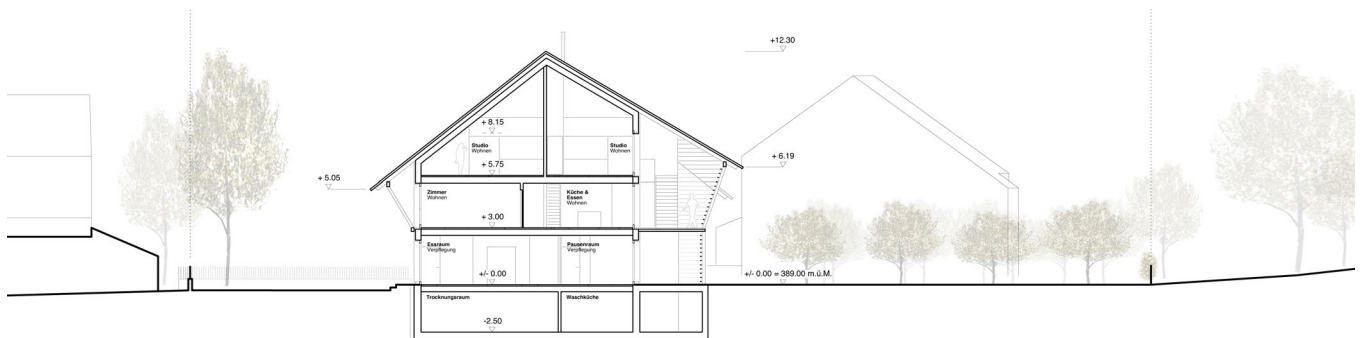 +12.30
+ 8.15
Studio
Wohnen
Studio
Wohnen
+ 5.75
+ 6.19
+ 5.05
Zimmer
Wohnen
Küche &
Essen
Wohnen
+ 3.00
Essraum
Verpflegung
Pausenraum
Verpflegung
+/- 0.00
+/- 0.00 = 389.00 m.ü.M.
Trocknungsraum
Waschküche
-2.50